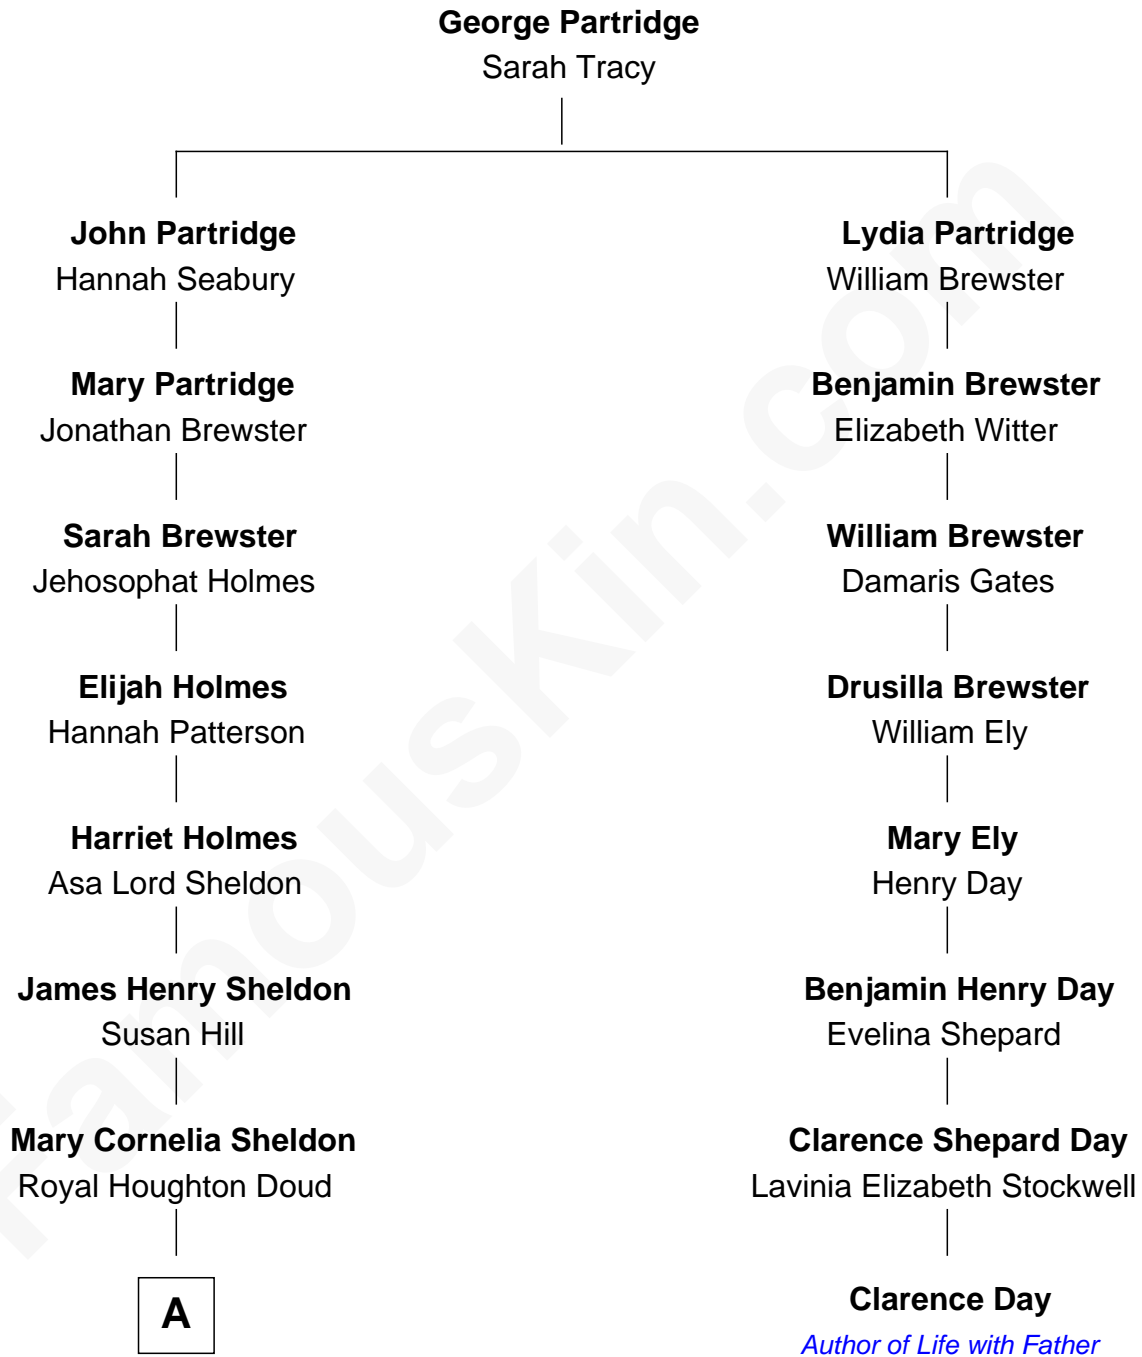 George Partridge
Sarah Tracy
John Partridge
Hannah Seabury
Lydia Partridge
William Brewster
Mary Partridge
Jonathan Brewster
Benjamin Brewster
Elizabeth Witter
Sarah Brewster
Jehosophat Holmes
William Brewster
Damaris Gates
Elijah Holmes
Hannah Patterson
Drusilla Brewster
William Ely
Harriet Holmes
Asa Lord Sheldon
Mary Ely
Henry Day
James Henry Sheldon
Susan Hill
Benjamin Henry Day
Evelina Shepard
Mary Cornelia Sheldon
Royal Houghton Doud
Clarence Shepard Day
Lavinia Elizabeth Stockwell
A
Clarence Day
Author of Life with Father
FamousKin.com